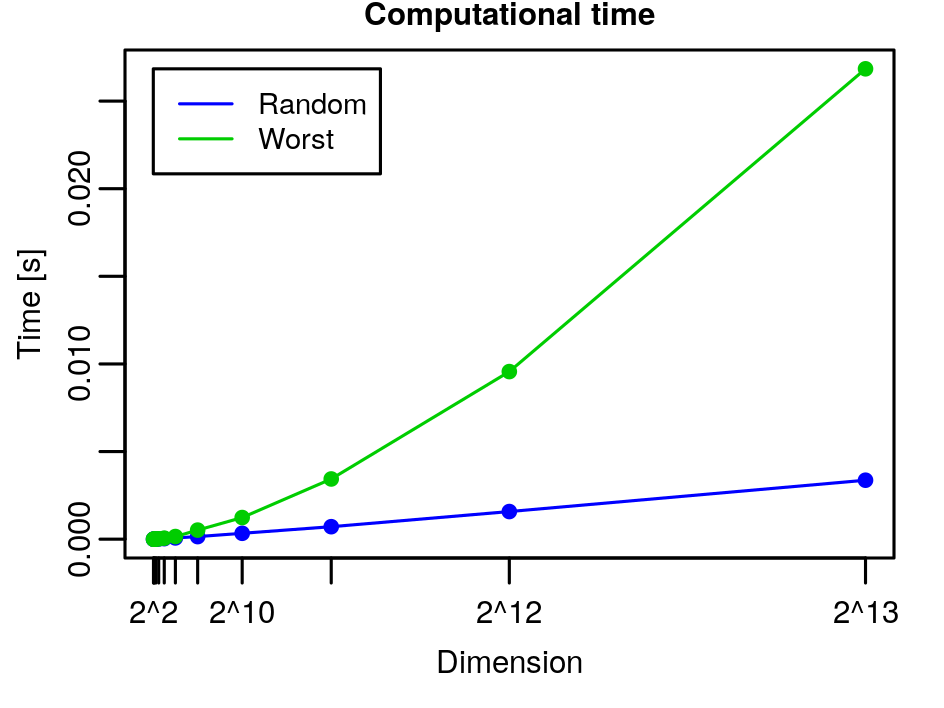 Computational time
Random
Worst
Time [s]
0.020
0.010
0.000
2^2 2^10 2^12 2^13
Dimension